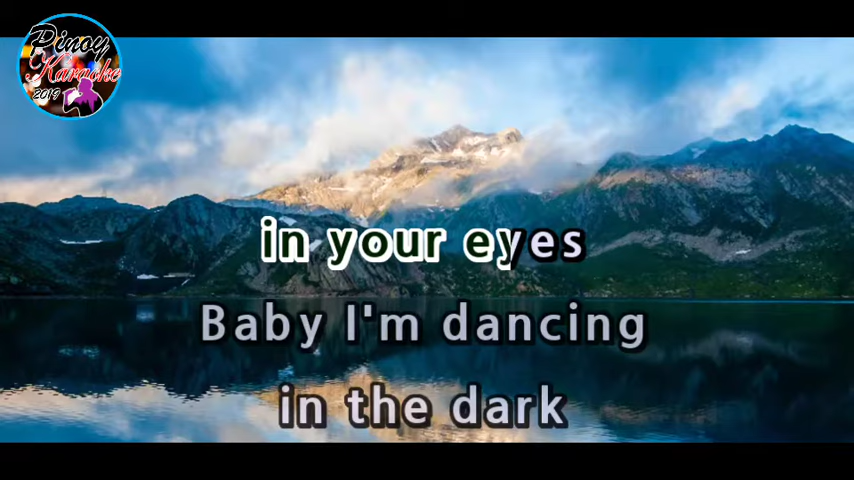 Pinoy
Karaoke
2019
in your eyes
Baby I'm dancing
in the dark